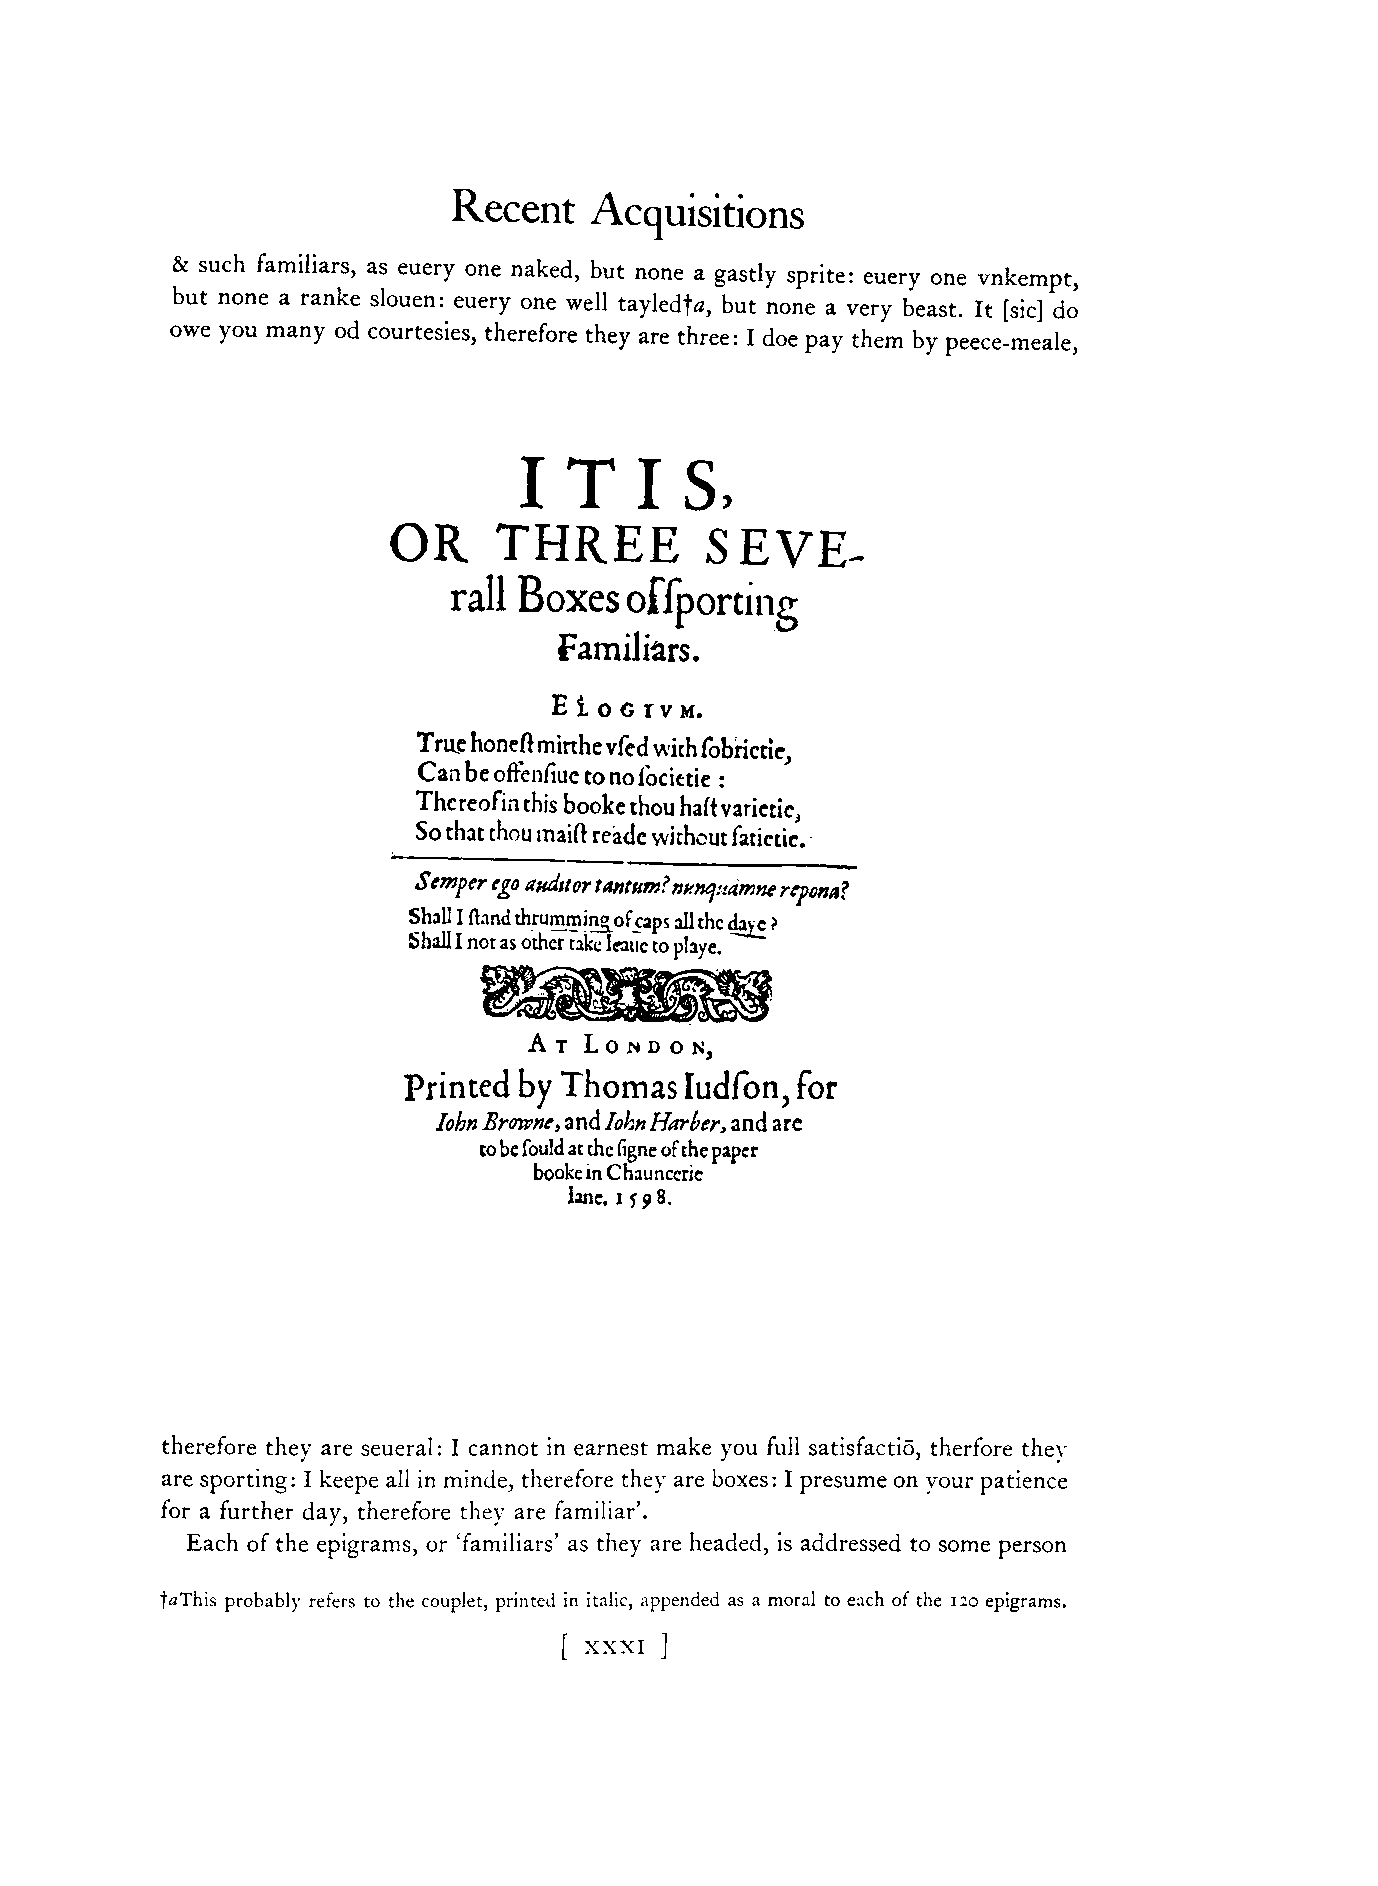 Recent Acquisitions
& such familiars, as euery one naked, but none a gastly sprite: euery one vnkempt,
but none a ranke slouen: euery one well tayled†a, but none a very beast. It [sic] do
owe you many od courtesies, therefore they are three: I doe pay them by peece-meale,
ITIS,
OR THREE SEVE-
rall Boxes of ſporting
Familiars.
ELOGIVM.
True honeſt mirthe vſed with ſobrietie,
Can be offenſiue to no ſocietie :
Thereof in this booke thou haſt varietie,
So that thou maiſt reade without ſatietie.
Semper ego auditor tantum? nunquamne repona?
Shall I ſtand thrumming of caps all the daye?
Shall I not as other take leaue to playe.
AT LONDON,
Printed by Thomas Iudſon, for
Iohn Browne, and Iohn Harber, and are
to be ſould at the ſigne of the paper
booke in Chauncerie
lane. 1598.
therefore they are seueral: I cannot in earnest make you full satisfactiō, therfore they
are sporting: I keepe all in minde, therefore they are boxes: I presume on your patience
for a further day, therefore they are familiar’.
Each of the epigrams, or ‘familiars’ as they are headed, is addressed to some person
†aThis probably refers to the couplet, printed in italic, appended as a moral to each of the 120 epigrams.
[ XXXI ]